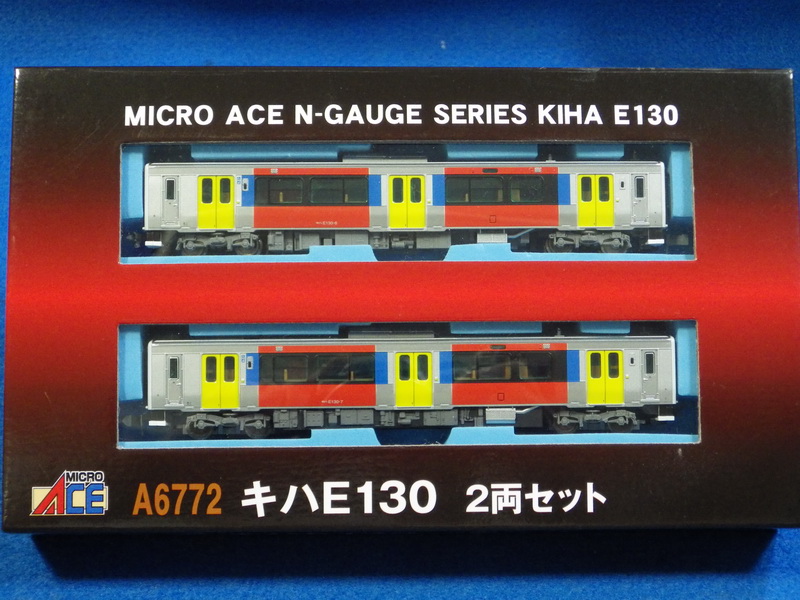 MICRO ACE N-GAUGE SERIES KIHA E130
MICRO
ACE
A6772 キハE130 2両セット